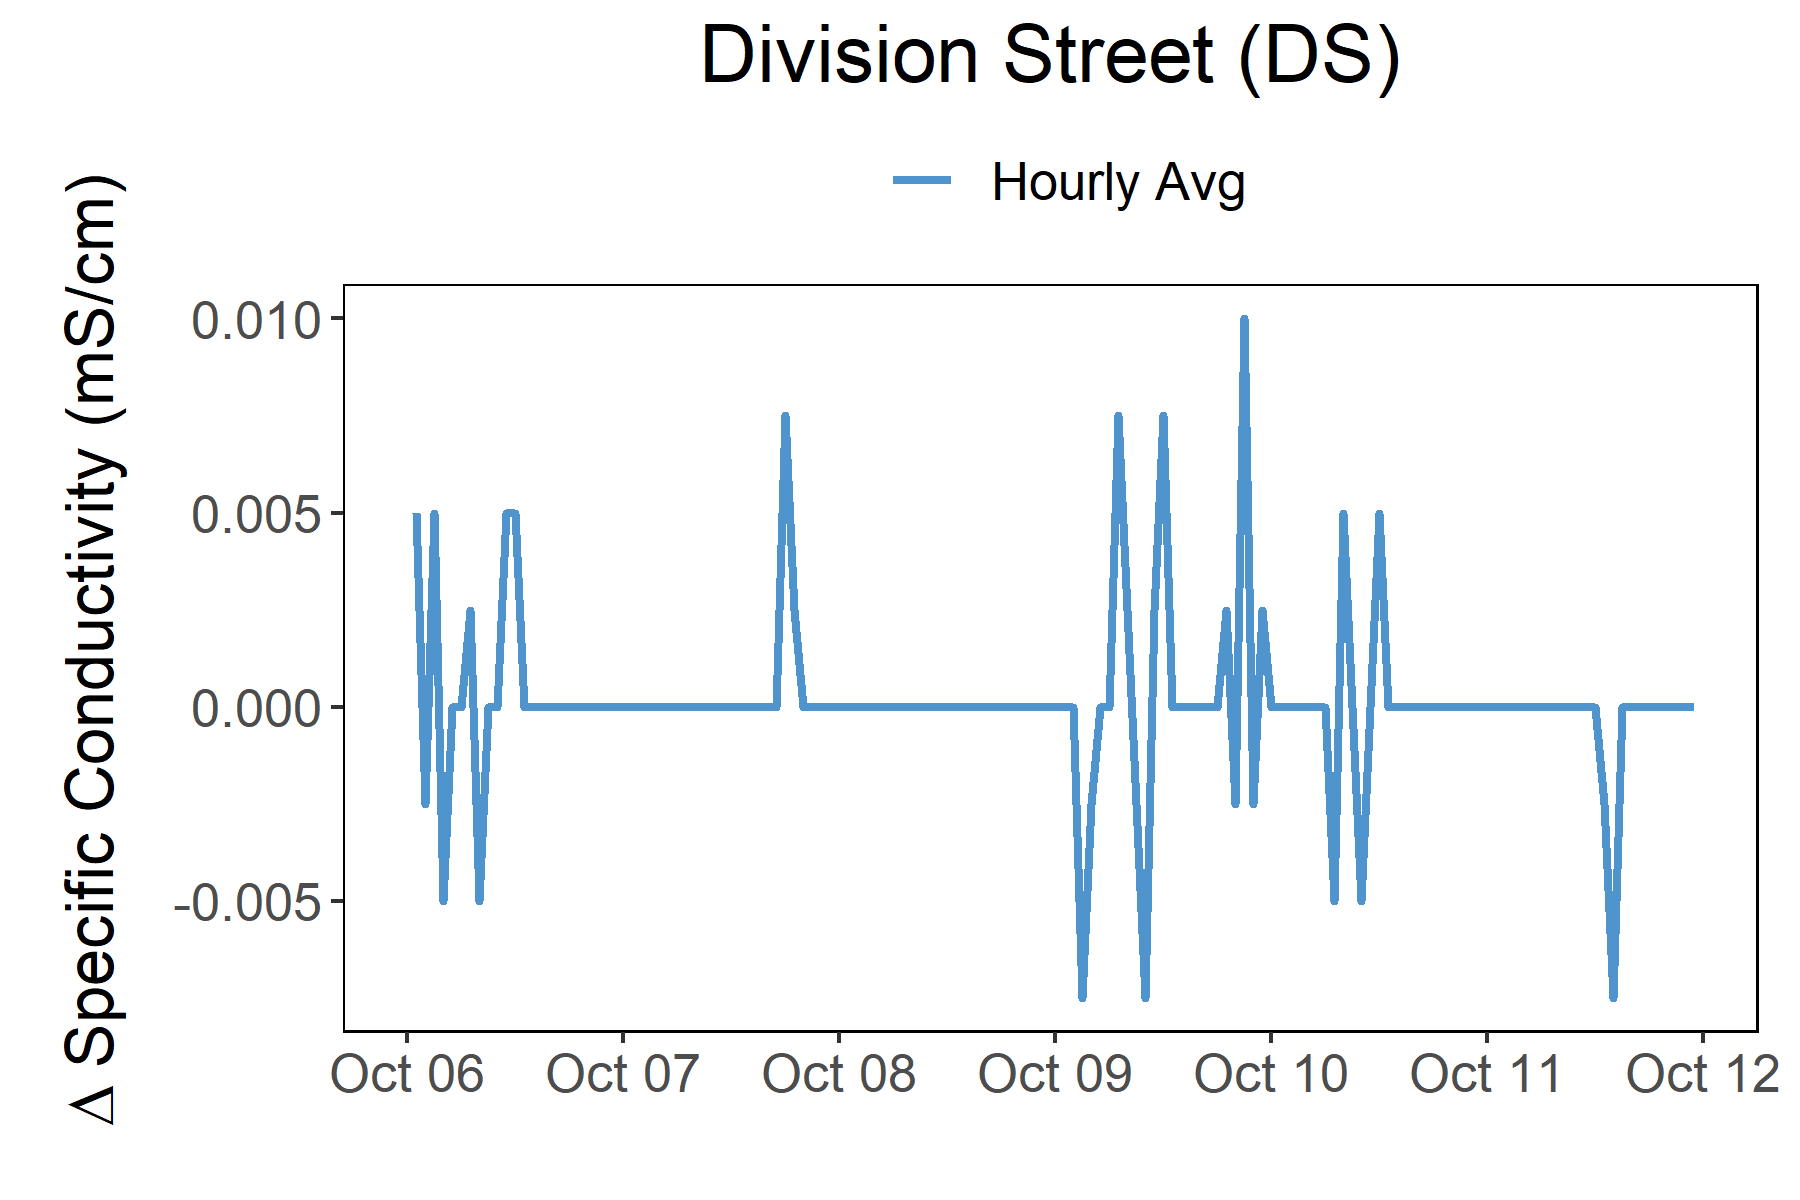 Division Street (DS)
Hourly Avg
Δ Specific Conductivity (mS/cm)
0.010
0.005
0.000
-0.005
Oct 06 Oct 07 Oct 08 Oct 09 Oct 10 Oct 11 Oct 12